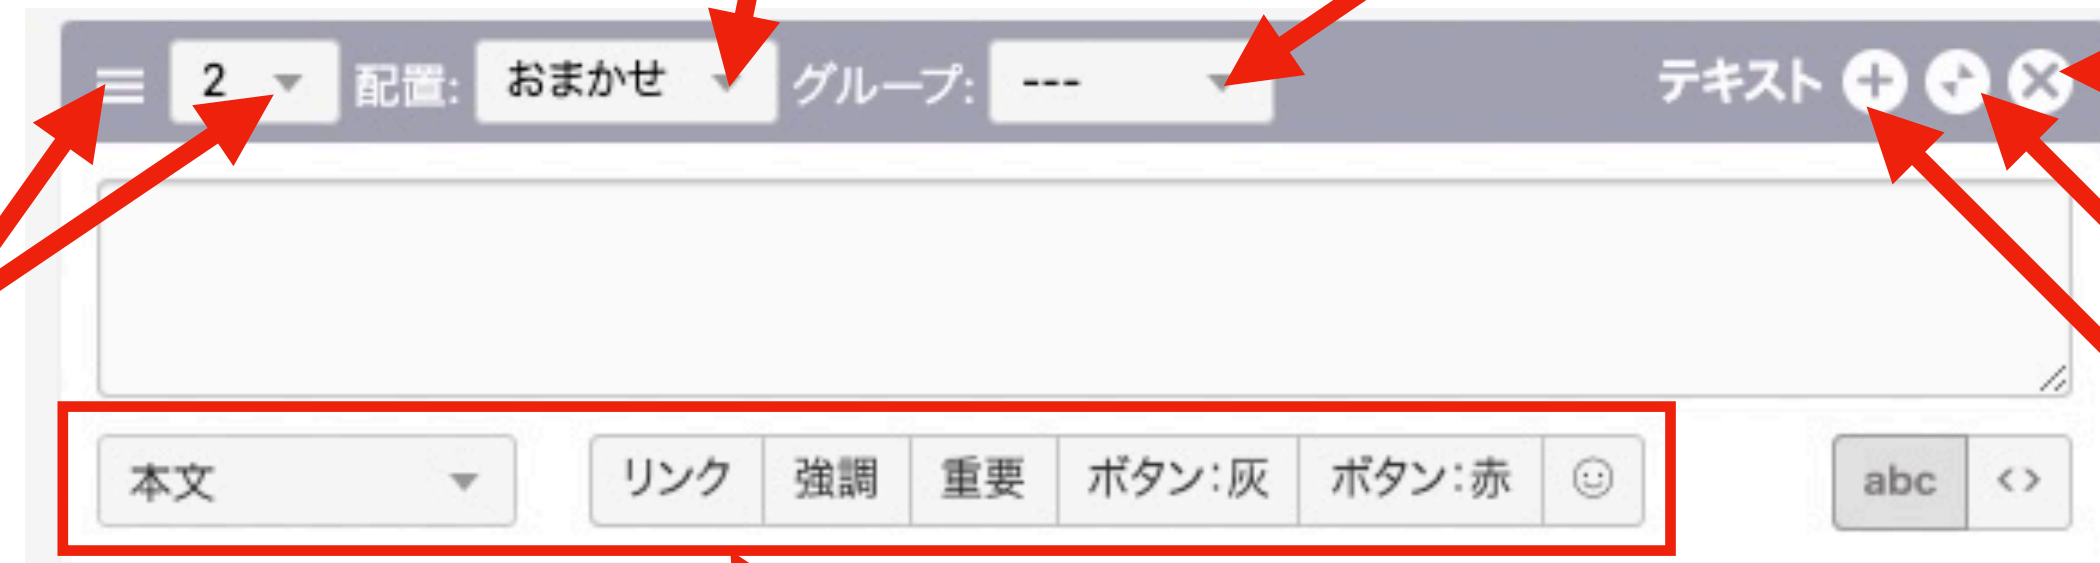 2 配置: おまかせ グループ: --- テキスト
本文 リンク 強調 重要 ボタン:灰 ボタン:赤 abc <>